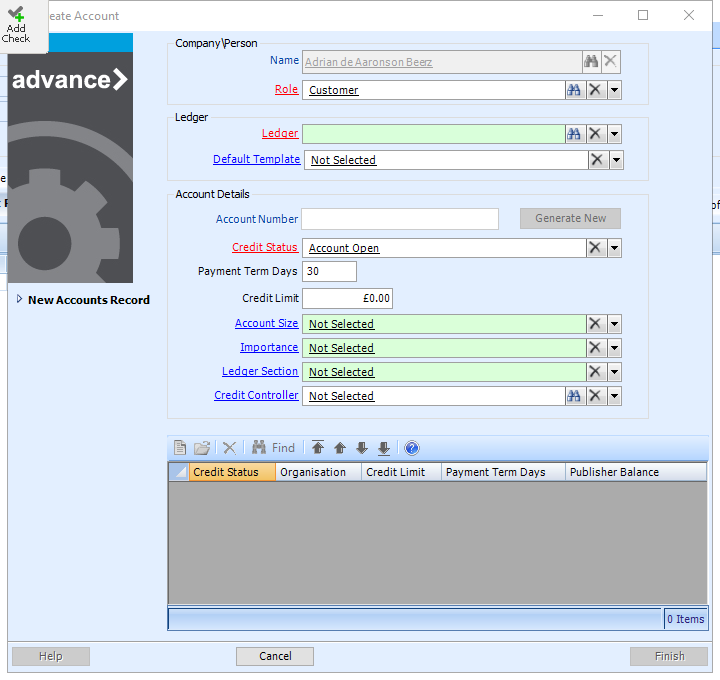 Add
Check
eate Account
advance
New Accounts Record
Company\Person
Name Adrian de Aaronson Beerz
Role Customer
Ledger
Ledger
Default Template Not Selected
Account Details
Account Number Generate New
Credit Status Account Open
Payment Term Days 30
Credit Limit £0.00
Account Size Not Selected
Importance Not Selected
Ledger Section Not Selected
Credit Controller Not Selected
Find
Credit Status Organisation Credit Limit Payment Term Days Publisher Balance
0 Items
Help Cancel Finish
e
of